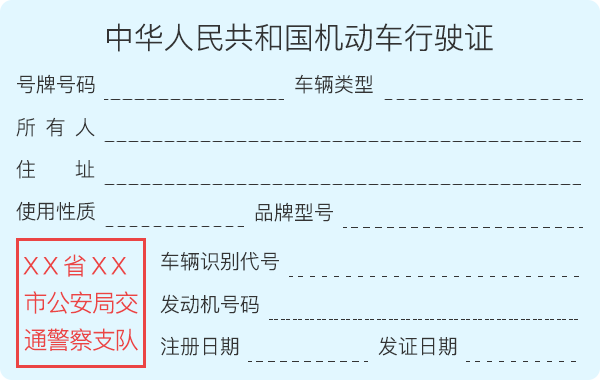 中华人民共和国机动车行驶证
号牌号码 车辆类型
所有人
住 址
使用性质 品牌型号
XX省XX
市公安局交
通警察支队
车辆识别代号
发动机号码
注册日期 发证日期